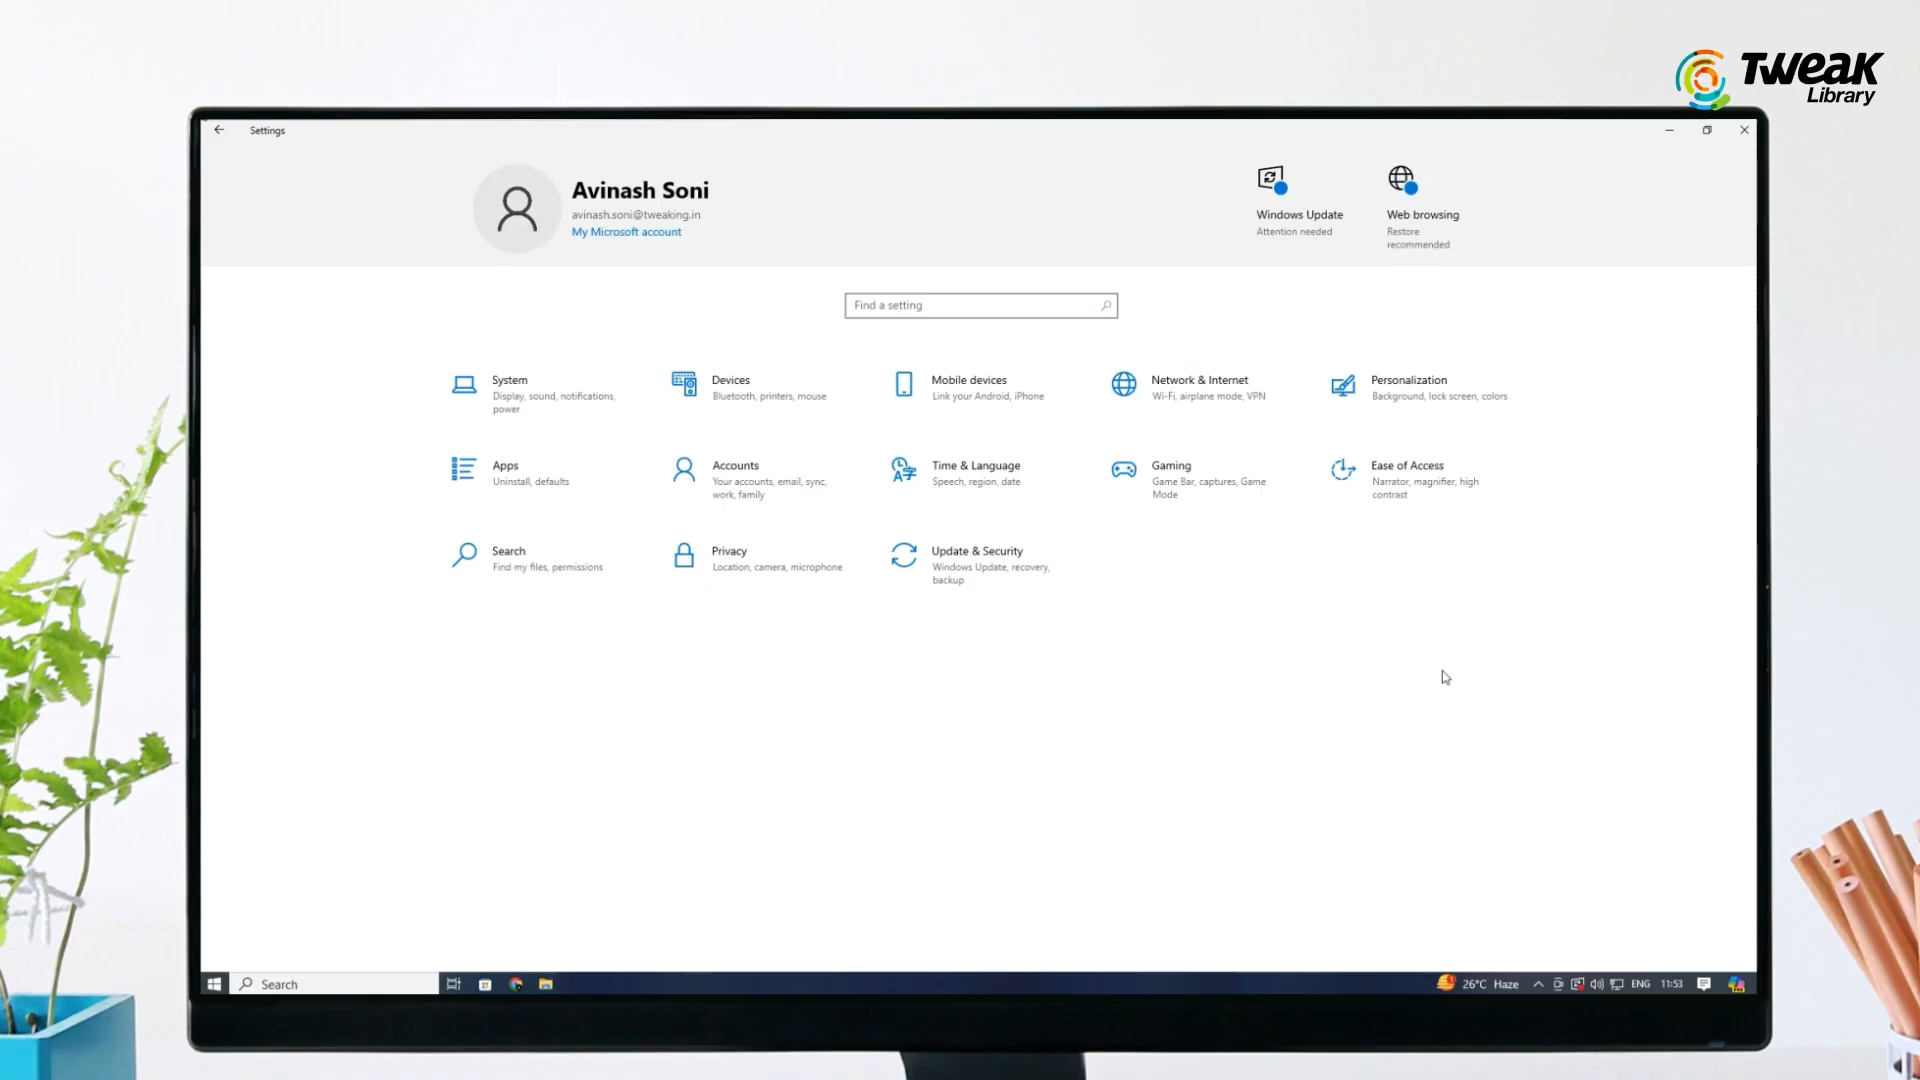 Tweak
Library
Settings
Avinash Soni
avinash.soni@tweaking.in
My Microsoft account
Windows Update
Attention needed
Web browsing
Restore
recommended
Find a setting
System
Display, sound, notifications,
power
Devices
Bluetooth, printers, mouse
Mobile devices
Link your Android, iPhone
Network & Internet
Wi-Fi, airplane mode, VPN
Personalization
Background, lock screen, colors
Apps
Uninstall, defaults
Accounts
Your accounts, email, sync,
work, family
Time & Language
Speech, region, date
Gaming
Game Bar, captures, Game
Mode
Ease of Access
Narrator, magnifier, high
contrast
Search
Find my files, permissions
Privacy
Location, camera, microphone
Update & Security
Windows Update, recovery,
backup
Search
26°C Haze
ENG
11:53